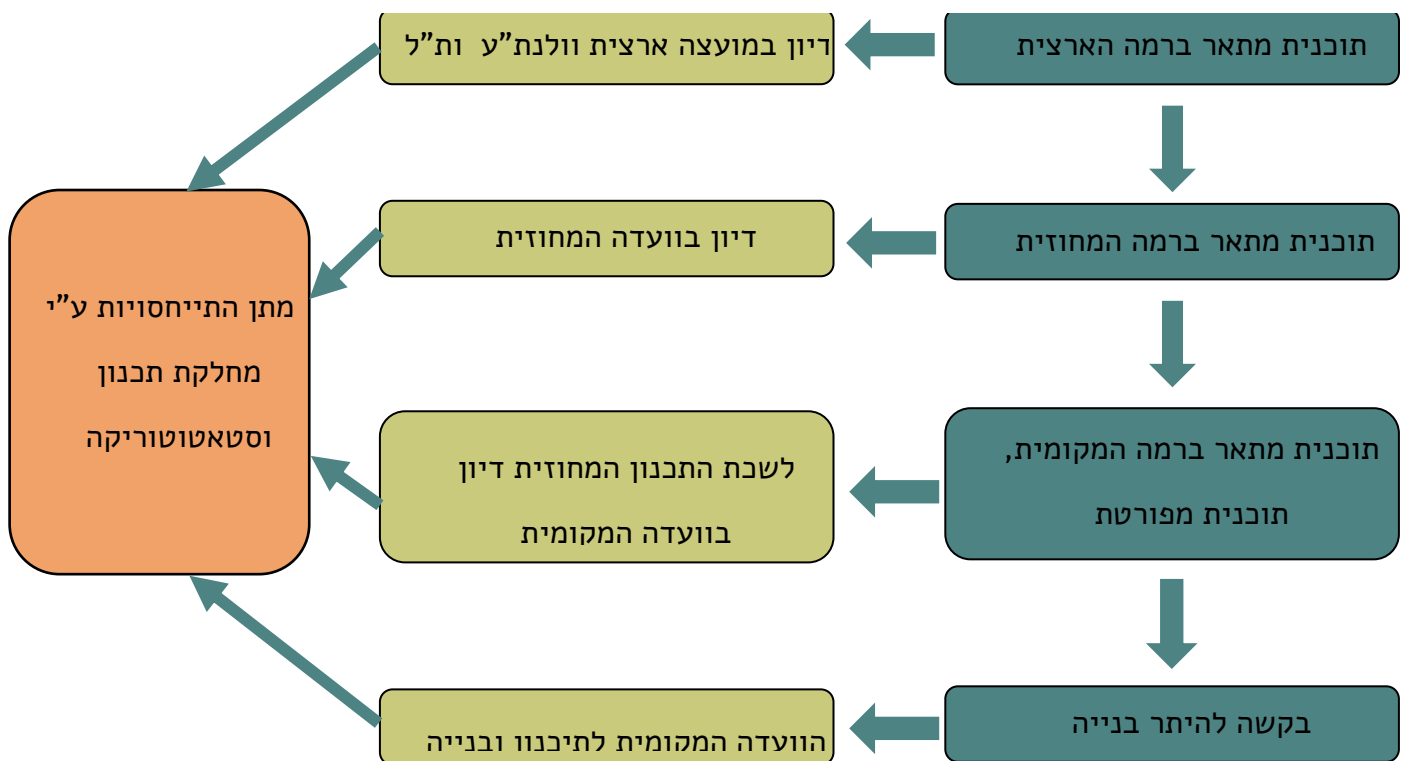 תוכנית מתאר ברמה הארצית
דיון במועצה ארצית וולנת"ע ות"ל
תוכנית מתאר ברמה המחוזית
דיון בוועדה המחוזית
תוכנית מתאר ברמה המקומית,
תוכנית מפורטת
לשכת התכנון המחוזית דיון
בוועדה המקומית
בקשה להיתר בנייה
הוועדה המקומית לתיכנון ובנייה
מתן התייחסויות ע"י
מחלקת תכנון
וסטאטוטוריקה